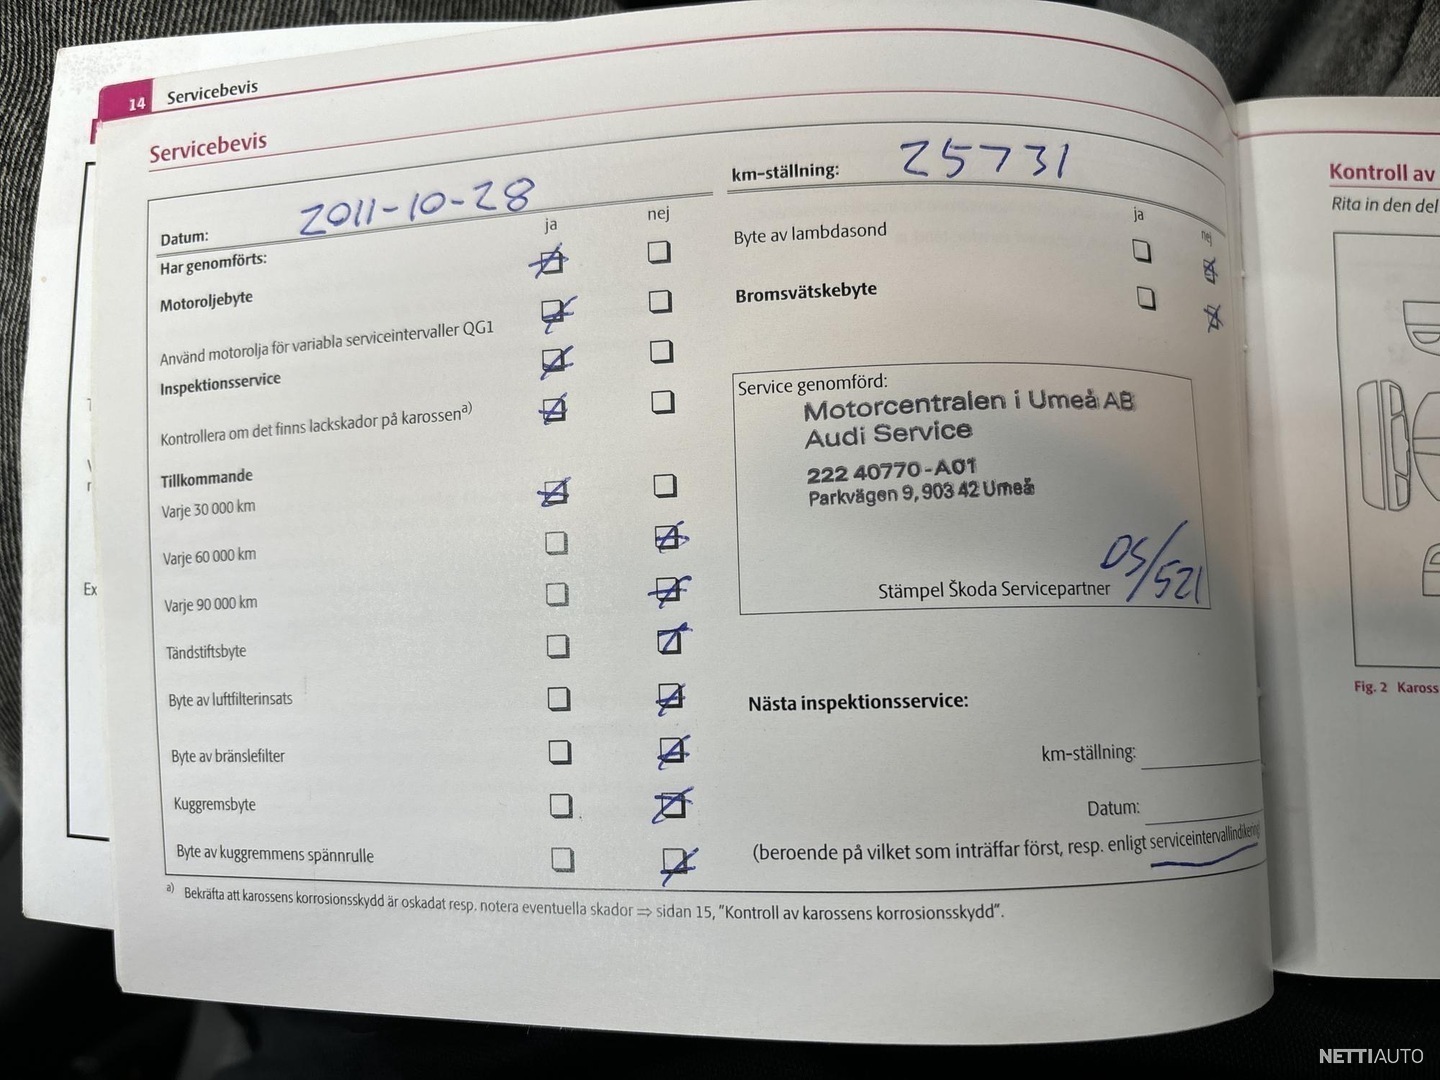 14 Servicebevis
Servicebevis
Datum: 2011-10-28
ja nej
Har genomförts:
Motoroljebyte
Använd motorolja för variabla serviceintervaller QG1
Inspektionsservice
Kontrollera om det finns lackskador på karossen a)
Tillkommande
Varje 30 000 km
Varje 60 000 km
Varje 90 000 km
Tändstiftsbyte
Byte av luftfilterinsats
Byte av bränslefilter
Kuggremsbyte
Byte av kuggremmens spännrulle
km-ställning: 25731
ja nej
Byte av lambdasond
Bromsvätskebyte
Service genomförd:
Motorcentralen i Umeå AB
Audi Service
222 40770-A01
Parkvägen 9, 903 42 Umeå
DS/521
Stämpel Škoda Servicepartner
Nästa inspektionsservice:
km-ställning:
Datum:
(beroende på vilket som inträffar först, resp. enligt serviceintervallindikering)
a) Bekräfta att karossens korrosionsskydd är oskadat resp. notera eventuella skador ⇒ sidan 15, "Kontroll av karossens korrosionsskydd".
Ex
Kontroll av
Rita in den del
Fig. 2 Kaross
NETTIAUTO